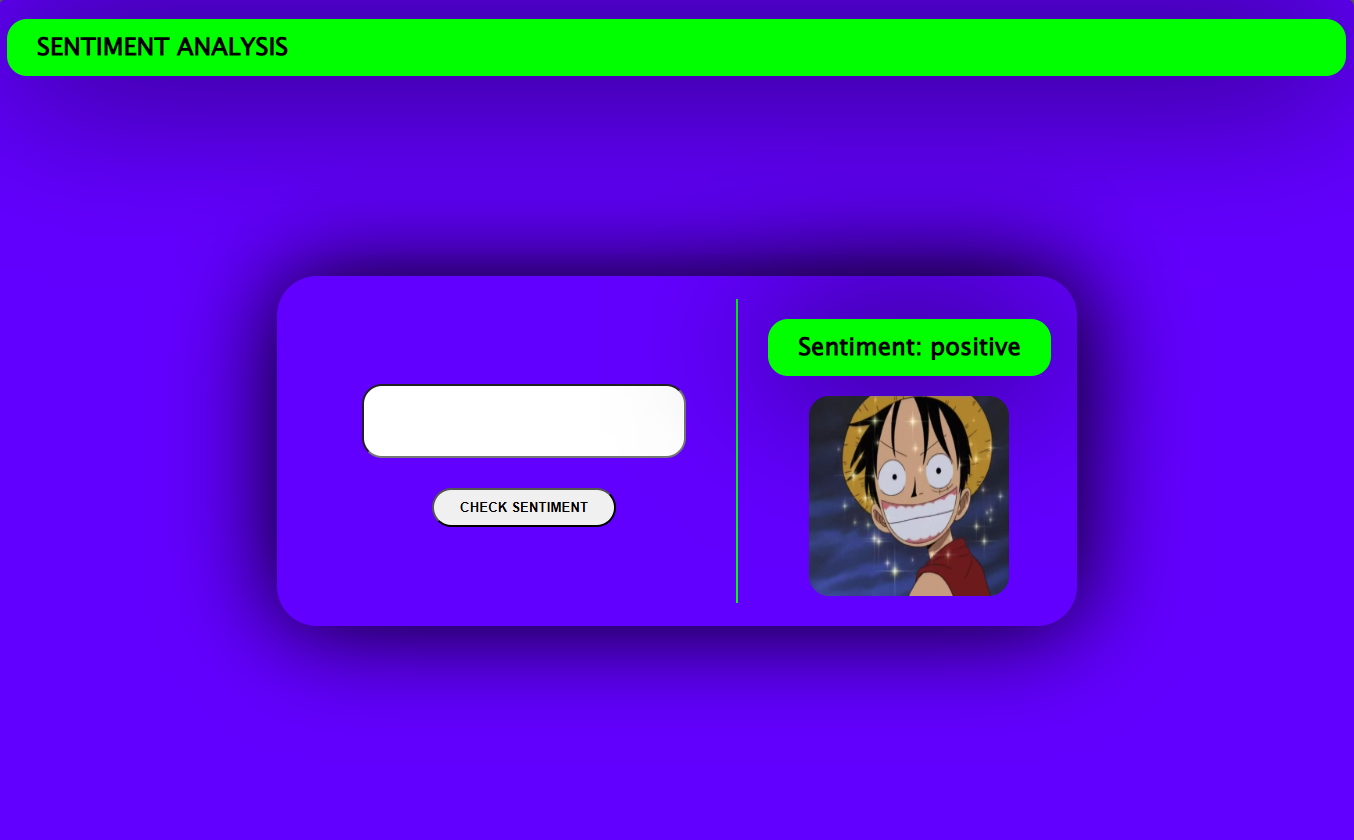 SENTIMENT ANALYSIS
Sentiment: positive
CHECK SENTIMENT